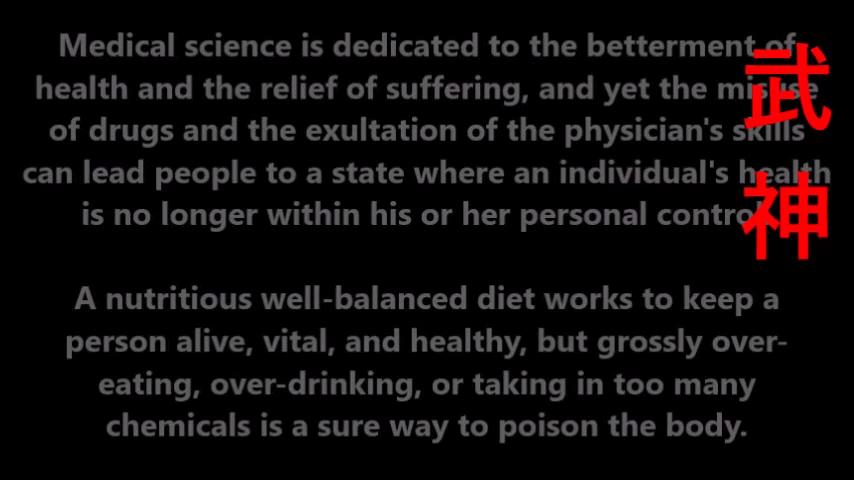 Medical science is dedicated to the betterment of
health and the relief of suffering, and yet the misuse
of drugs and the exultation of the physician's skills
can lead people to a state where an individual's health
is no longer within his or her personal control.
A nutritious well-balanced diet works to keep a
person alive, vital, and healthy, but grossly over-
eating, over-drinking, or taking in too many
chemicals is a sure way to poison the body.
武
神